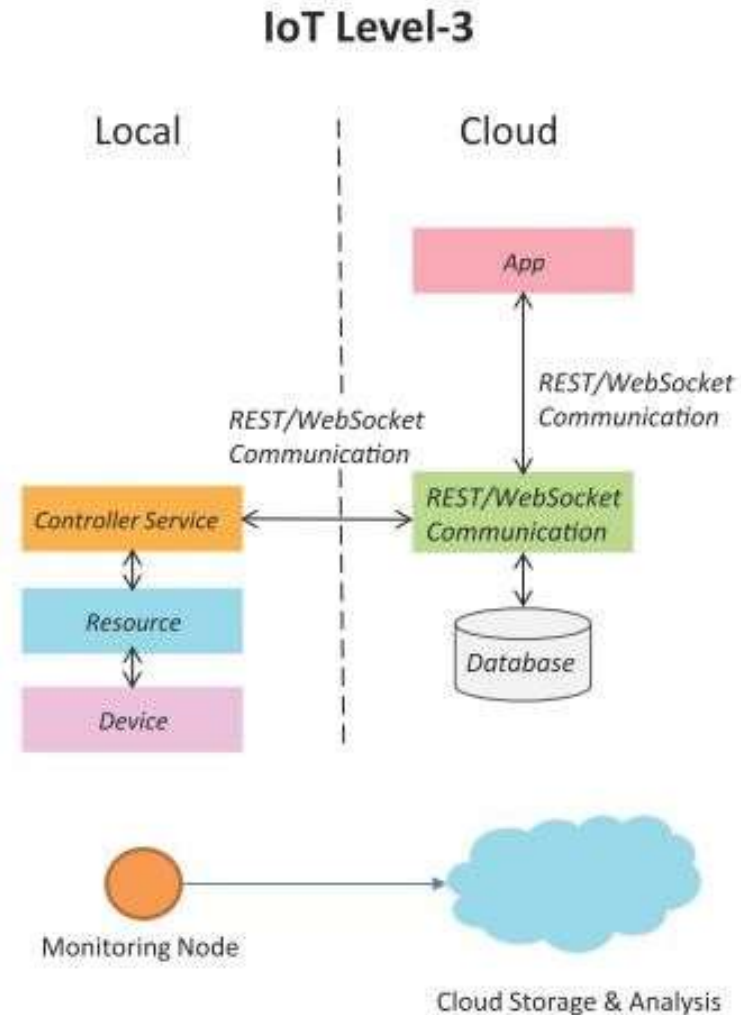 IoT Level-3
Local
Cloud
App
REST/WebSocket
Communication
REST/WebSocket
Communication
Controller Service
REST/WebSocket
Communication
Resource
Database
Device
Monitoring Node
Cloud Storage & Analysis